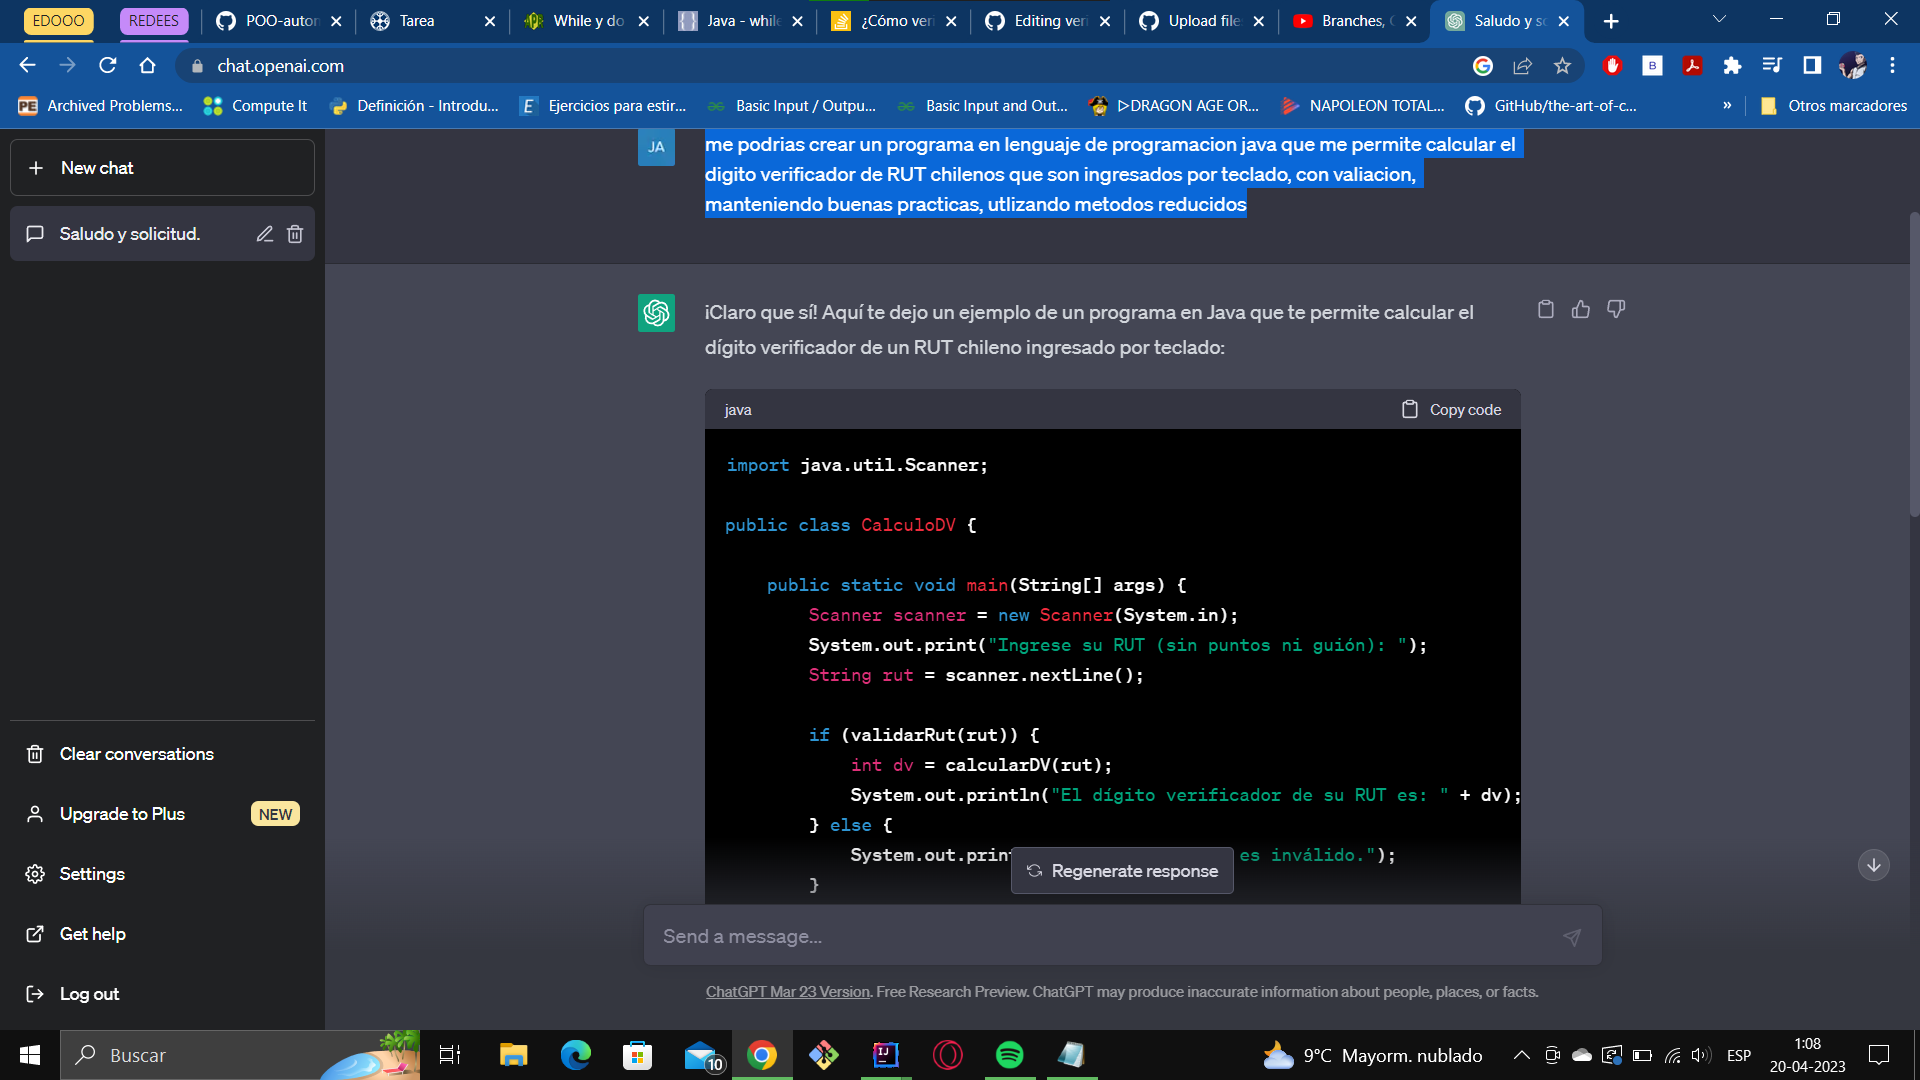 EDOOO
REDEES
POO-auton
Tarea
While y do
Java - while
¿Cómo veri
Editing veri
Upload file
Branches, C
Saludo y so
chat.openai.com
Archived Problems...
Compute It
Definición - Introdu...
Ejercicios para estir...
Basic Input / Outpu...
Basic Input and Out...
ᐅDRAGON AGE OR...
NAPOLEON TOTAL...
GitHub/the-art-of-c...
»
Otros marcadores
New chat
Saludo y solicitud.
JA
me podrias crear un programa en lenguaje de programacion java que me permite calcular el
digito verificador de RUT chilenos que son ingresados por teclado, con valiacion,
manteniendo buenas practicas, utlizando metodos reducidos
¡Claro que sí! Aquí te dejo un ejemplo de un programa en Java que te permite calcular el
dígito verificador de un RUT chileno ingresado por teclado:
java
Copy code
import java.util.Scanner;
public class CalculoDV {
public static void main(String[] args) {
Scanner scanner = new Scanner(System.in);
System.out.print("Ingrese su RUT (sin puntos ni guión): ");
String rut = scanner.nextLine();
if (validarRut(rut)) {
int dv = calcularDV(rut);
System.out.println("El dígito verificador de su RUT es: " + dv);
} else {
System.out.print es inválido.");
}
Regenerate response
Send a message...
ChatGPT Mar 23 Version. Free Research Preview. ChatGPT may produce inaccurate information about people, places, or facts.
Clear conversations
Upgrade to Plus
NEW
Settings
Get help
Log out
Buscar
10
9°C Mayorm. nublado
ESP
1:08
20-04-2023